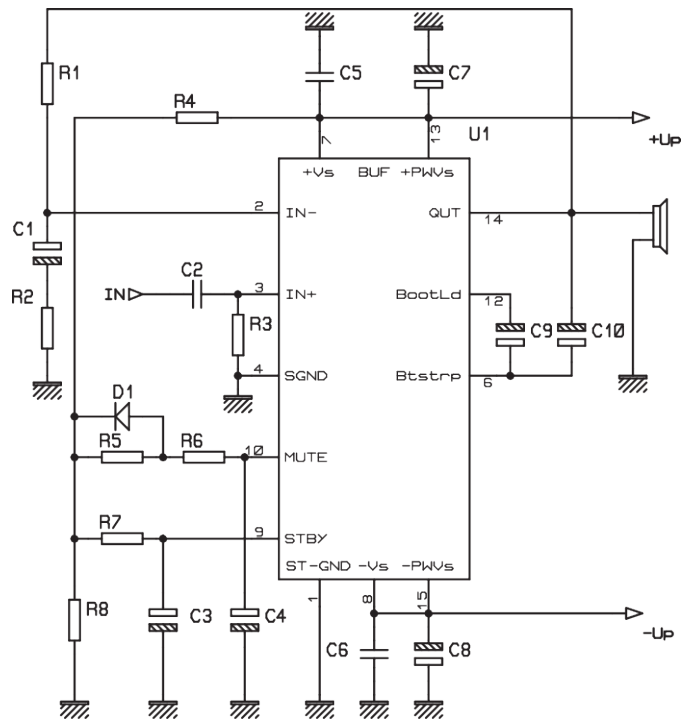 R1
C5
C7
R4
U1
+Up
7
13
+Vs BUF +PWVs
2
IN-
QUT
14
C1
IN
C2
3
IN+
BootLd
12
R2
R3
C9
C10
4
SGND
Btstrp
6
D1
R5
R6
10
MUTE
R7
9
STBY
ST-GND -Vs -PWVs
R8
C3
C4
1
8
15
-Up
C6
C8